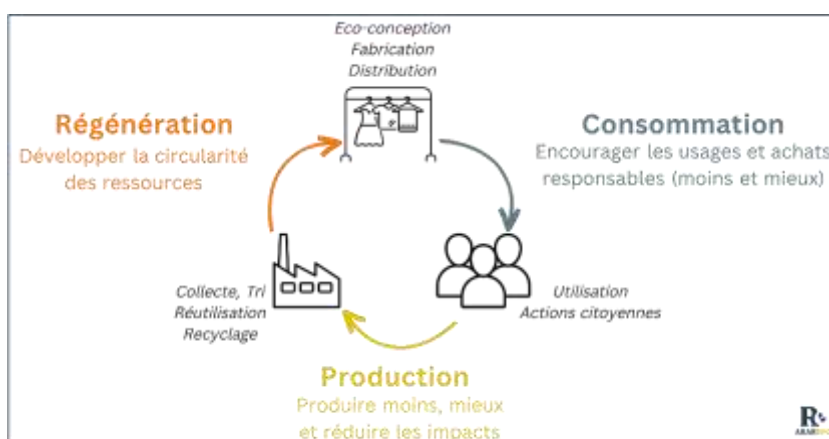 Eco-conception
Fabrication
Distribution
Régénération
Développer la circularité
des ressources
Consommation
Encourager les usages et achats
responsables (moins et mieux)
Collecte, Tri
Réutilisation
Recyclage
Utilisation
Actions citoyennes
Production
Produire moins, mieux
et réduire les impacts
R